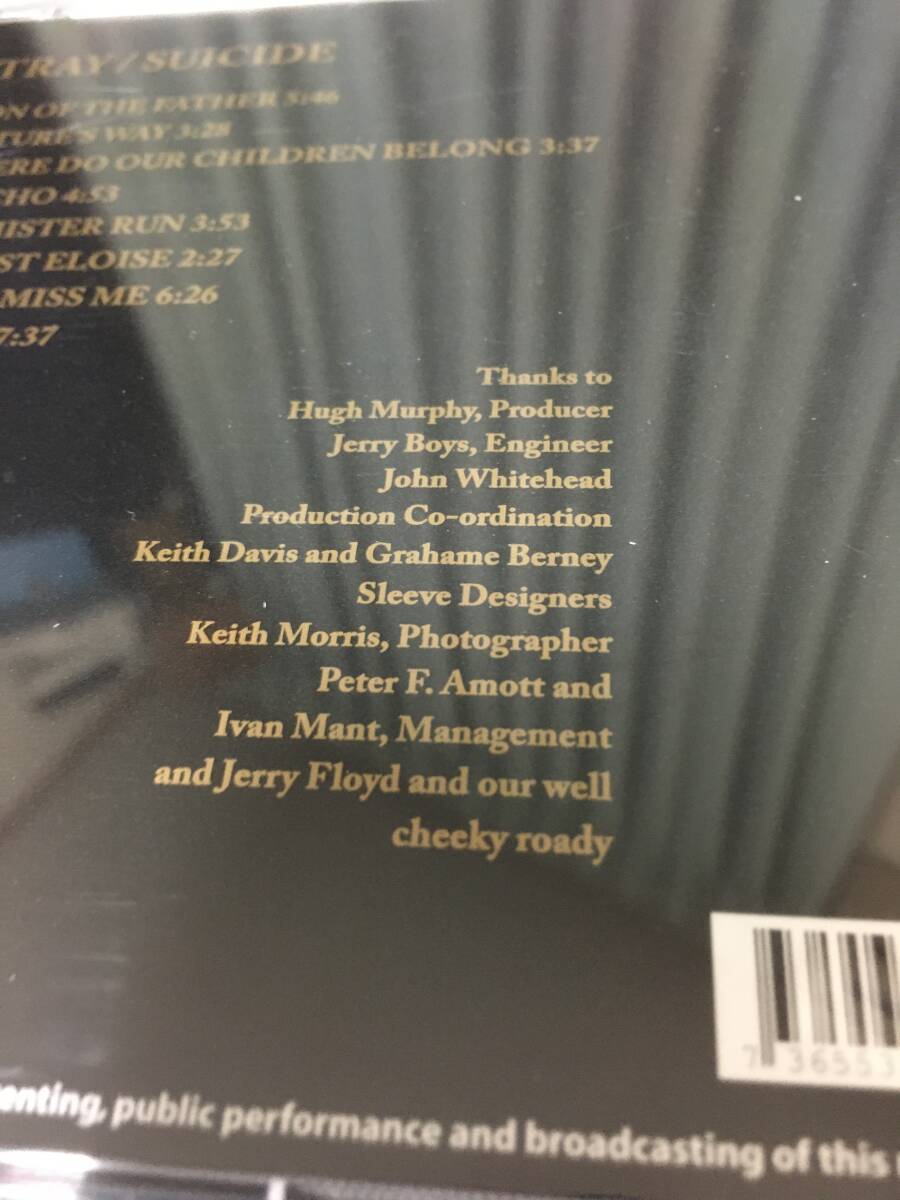 TRAY / SUICIDE
ON OF THE FATHER 5:46
TURE'S WAY 3:28
ERE DO OUR CHILDREN BELONG 3:37
CHO 4:53
MISTER RUN 3:53
ST ELOISE 2:27
MISS ME 6:26
7:37
Thanks to
Hugh Murphy, Producer
Jerry Boys, Engineer
John Whitehead
Production Co-ordination
Keith Davis and Grahame Berney
Sleeve Designers
Keith Morris, Photographer
Peter F. Amott and
Ivan Mant, Management
and Jerry Floyd and our well
cheeky roady
7 36553
enting, public performance and broadcasting of this